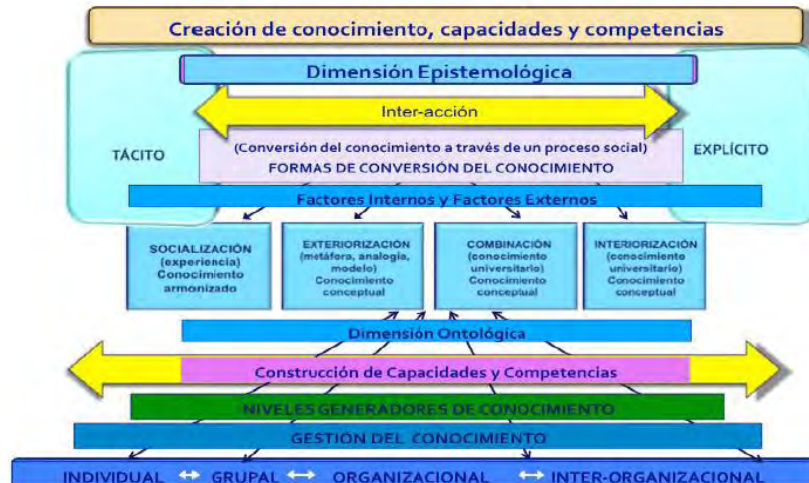 Creación de conocimiento, capacidades y competencias
Dimensión Epistemológica
Inter-acción
TÁCITO
(Conversión del conocimiento a través de un proceso social)
FORMAS DE CONVERSIÓN DEL CONOCIMIENTO
EXPLÍCITO
Factores Internos y Factores Externos
SOCIALIZACIÓN
(experiencia)
Conocimiento
armonizado
EXTERIORIZACIÓN
(metáfora, analogía,
modelo)
Conocimiento
conceptual
COMBINACIÓN
(conocimiento
universitario)
Conocimiento
conceptual
INTERIORIZACIÓN
(conocimiento
universitario)
Conocimiento
conceptual
Dimensión Ontológica
Construcción de Capacidades y Competencias
NIVELES GENERADORES DE CONOCIMIENTO
GESTIÓN DEL CONOCIMIENTO
INDIVIDUAL GRUPAL ORGANIZACIONAL INTER-ORGANIZACIONAL